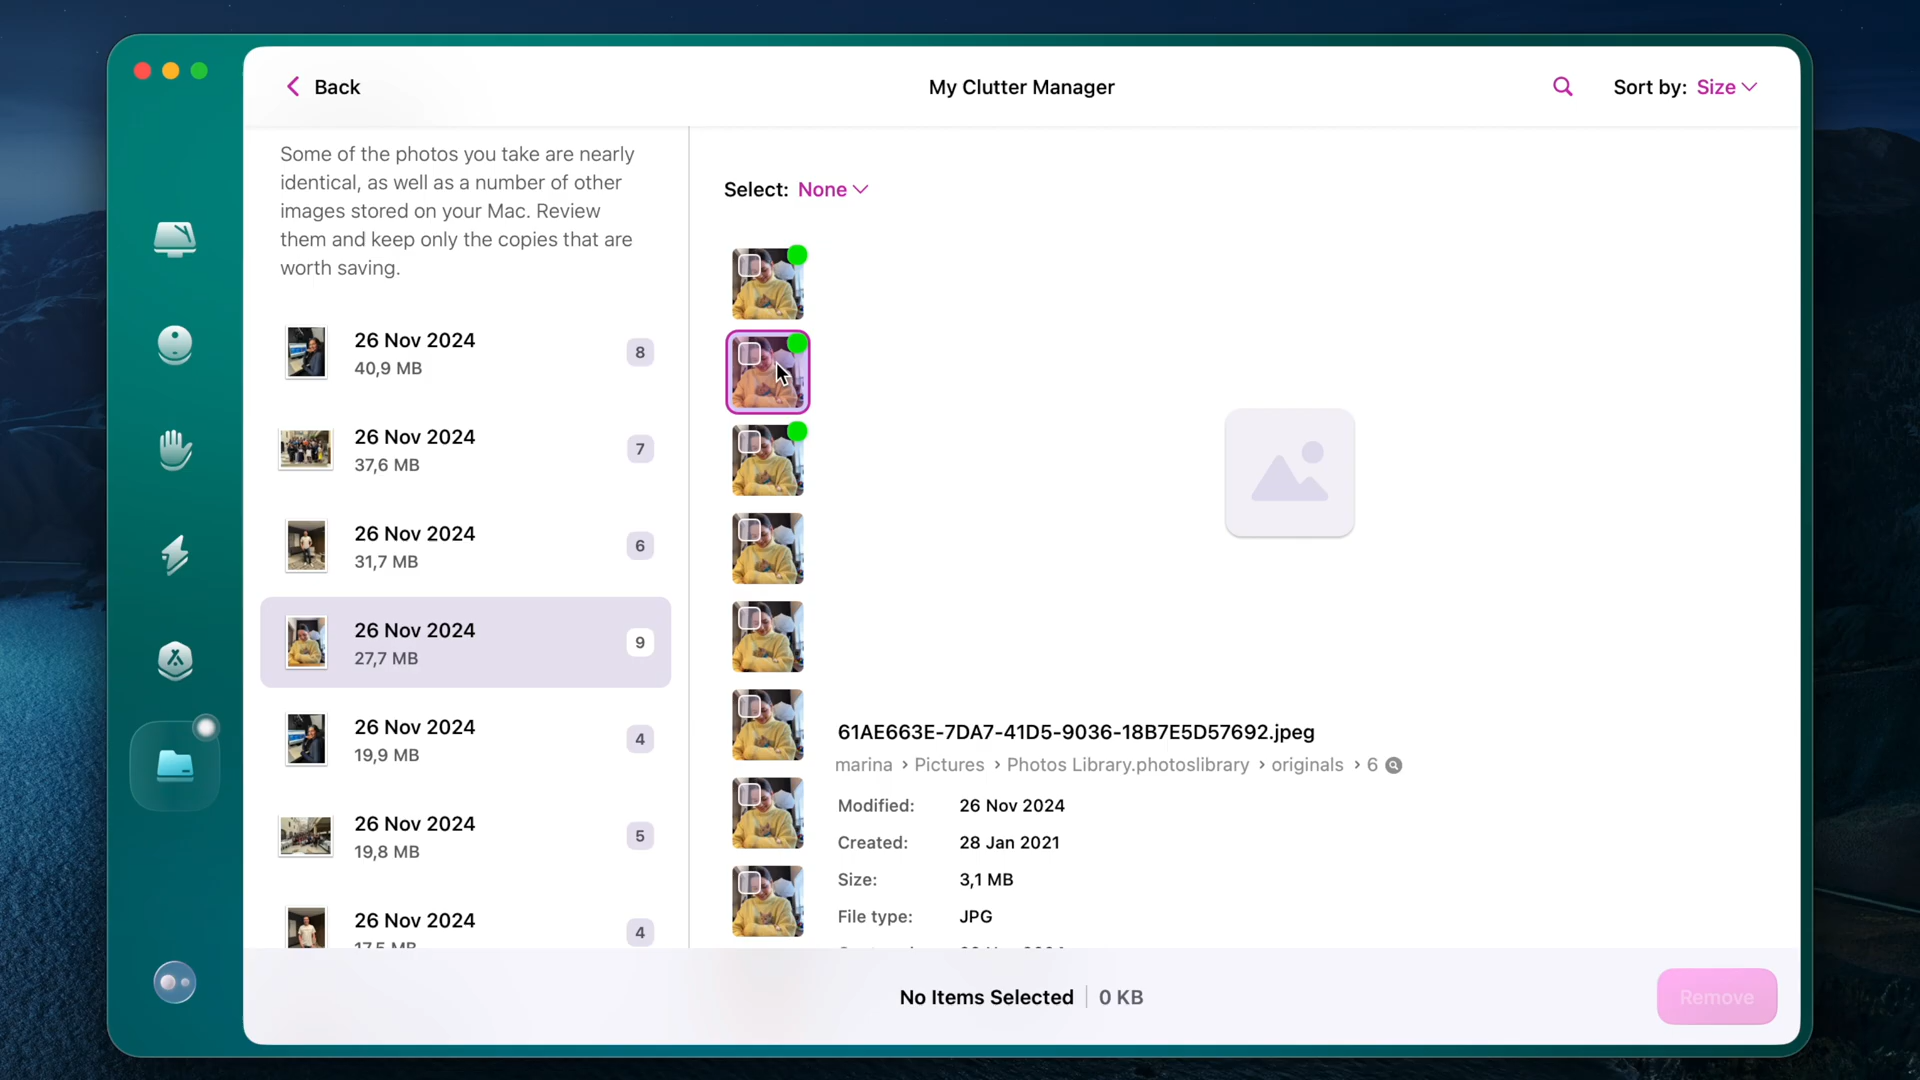 Back
My Clutter Manager
Sort by: Size
Some of the photos you take are nearly
identical, as well as a number of other
images stored on your Mac. Review
them and keep only the copies that are
worth saving.
26 Nov 2024
40,9 MB
8
26 Nov 2024
37,6 MB
7
26 Nov 2024
31,7 MB
6
26 Nov 2024
27,7 MB
9
26 Nov 2024
19,9 MB
4
26 Nov 2024
19,8 MB
5
26 Nov 2024
17,5 MB
4
Select: None
61AE663E-7DA7-41D5-9036-18B7E5D57692.jpeg
marina › Pictures › Photos Library.photoslibrary › originals › 6
Modified: 26 Nov 2024
Created: 28 Jan 2021
Size: 3,1 MB
File type: JPG
No Items Selected | 0 KB
Remove